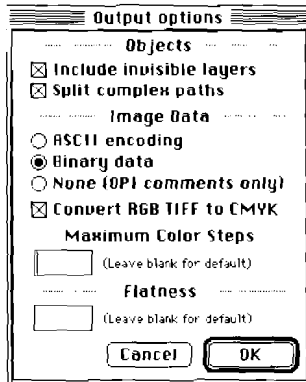 Output options
Objects
Include invisible layers
Split complex paths
Image Data
ASCII encoding
Binary data
None (OPI comments only)
Convert RGB TIFF to CMYK
Maximum Color Steps
(Leave blank for default)
Flatness
(Leave blank for default)
Cancel OK